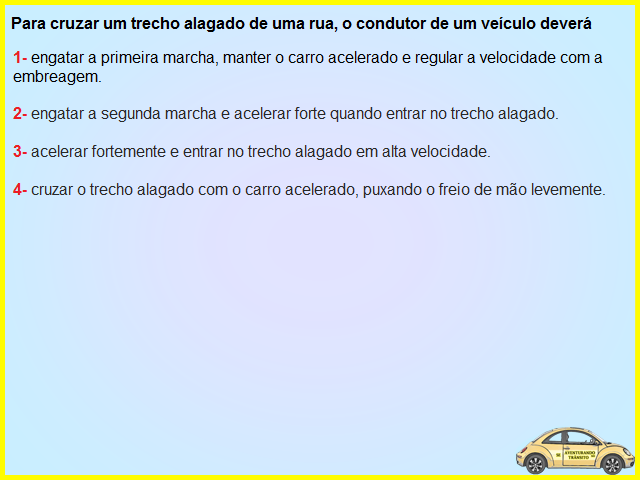 Para cruzar um trecho alagado de uma rua, o condutor de um veículo deverá
1- engatar a primeira marcha, manter o carro acelerado e regular a velocidade com a
embreagem.
2- engatar a segunda marcha e acelerar forte quando entrar no trecho alagado.
3- acelerar fortemente e entrar no trecho alagado em alta velocidade.
4- cruzar o trecho alagado com o carro acelerado, puxando o freio de mão levemente.
AVENTURANDO
TRÂNSITO